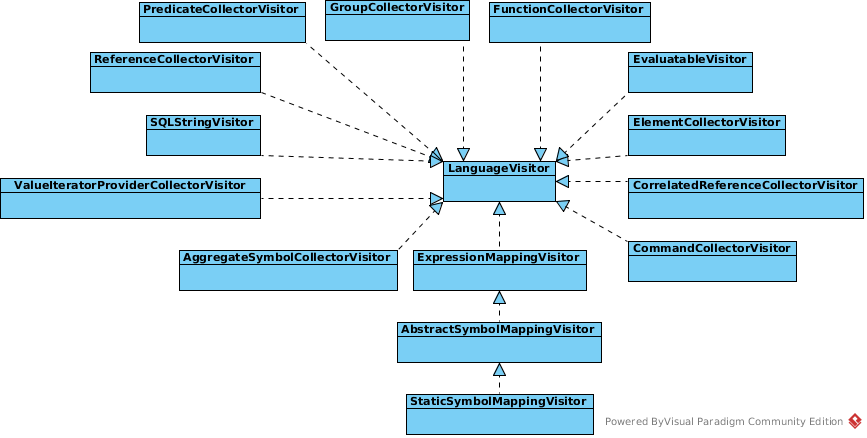 PredicateCollectorVisitor
GroupCollectorVisitor
FunctionCollectorVisitor
ReferenceCollectorVisitor
EvaluatableVisitor
SQLStringVisitor
ElementCollectorVisitor
LanguageVisitor
ValueIteratorProviderCollectorVisitor
CorrelatedReferenceCollectorVisitor
AggregateSymbolCollectorVisitor
ExpressionMappingVisitor
CommandCollectorVisitor
AbstractSymbolMappingVisitor
StaticSymbolMappingVisitor
Powered ByVisual Paradigm Community Edition